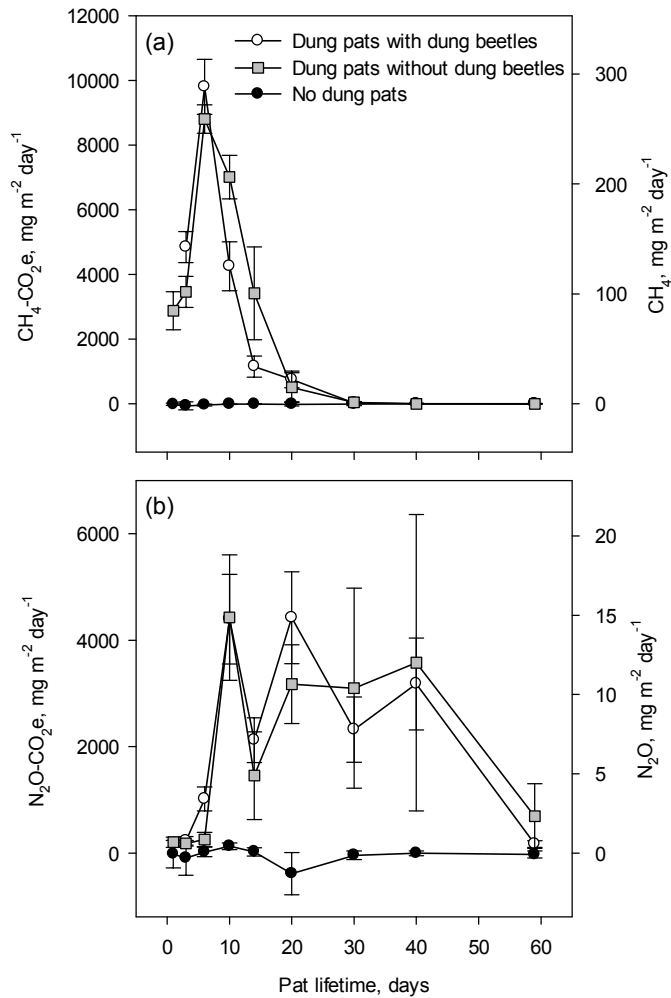 (a)
Dung pats with dung beetles
Dung pats without dung beetles
No dung pats
12000
10000
8000
6000
4000
2000
0
CH₄-CO₂e, mg m⁻² day⁻¹
300
200
100
0
CH₄, mg m⁻² day⁻¹
(b)
6000
4000
2000
0
N₂O-CO₂e, mg m⁻² day⁻¹
20
15
10
5
0
N₂O, mg m⁻² day⁻¹
0 10 20 30 40 50 60
Pat lifetime, days